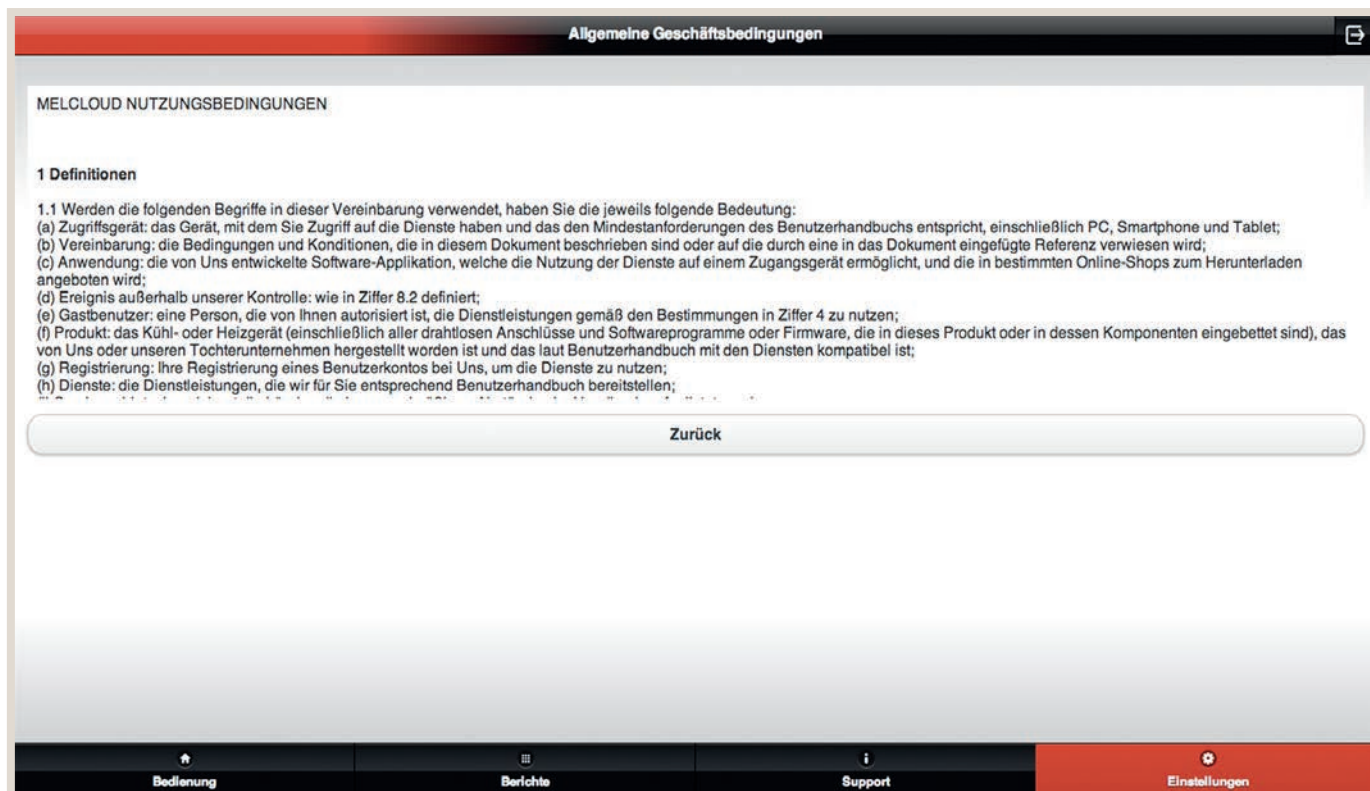 Allgemeine Geschäftsbedingungen
MELCLOUD NUTZUNGSBEDINGUNGEN
1 Definitionen
1.1 Werden die folgenden Begriffe in dieser Vereinbarung verwendet, haben Sie die jeweils folgende Bedeutung:
(a) Zugriffsgerät: das Gerät, mit dem Sie Zugriff auf die Dienste haben und das den Mindestanforderungen des Benutzerhandbuchs entspricht, einschließlich PC, Smartphone und Tablet;
(b) Vereinbarung: die Bedingungen und Konditionen, die in diesem Dokument beschrieben sind oder auf die durch eine in das Dokument eingefügte Referenz verwiesen wird;
(c) Anwendung: die von Uns entwickelte Software-Applikation, welche die Nutzung der Dienste auf einem Zugangsgerät ermöglicht, und die in bestimmten Online-Shops zum Herunterladen
angeboten wird;
(d) Ereignis außerhalb unserer Kontrolle: wie in Ziffer 8.2 definiert;
(e) Gastbenutzer: eine Person, die von Ihnen autorisiert ist, die Dienstleistungen gemäß den Bestimmungen in Ziffer 4 zu nutzen;
(f) Produkt: das Kühl- oder Heizgerät (einschließlich aller drahtlosen Anschlüsse und Softwareprogramme oder Firmware, die in dieses Produkt oder in dessen Komponenten eingebettet sind), das
von Uns oder unseren Tochterunternehmen hergestellt worden ist und das laut Benutzerhandbuch mit den Diensten kompatibel ist;
(g) Registrierung: Ihre Registrierung eines Benutzerkontos bei Uns, um die Dienste zu nutzen;
(h) Dienste: die Dienstleistungen, die wir für Sie entsprechend Benutzerhandbuch bereitstellen;
Zurück
Bedienung
Berichte
Support
Einstellungen